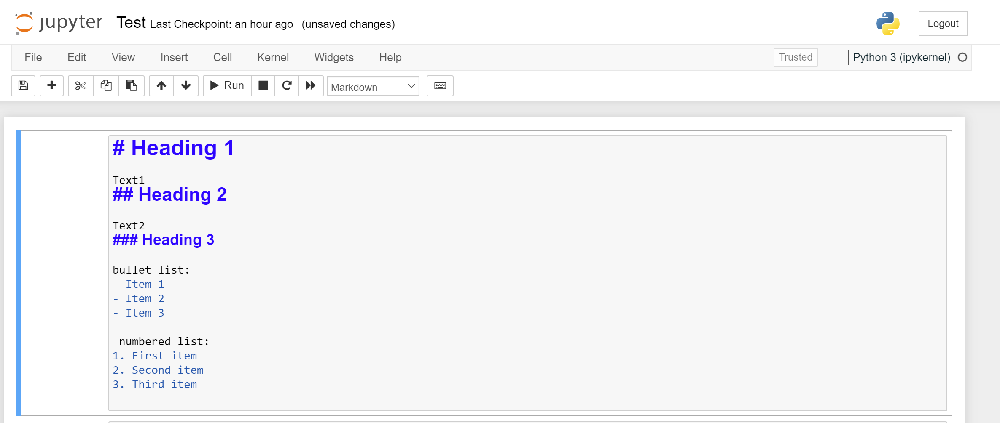 jupyter Test Last Checkpoint: an hour ago (unsaved changes) Logout
File Edit View Insert Cell Kernel Widgets Help Trusted Python 3 (ipykernel)
Run Markdown
# Heading 1
Text1
## Heading 2
Text2
### Heading 3
bullet list:
- Item 1
- Item 2
- Item 3
numbered list:
1. First item
2. Second item
3. Third item